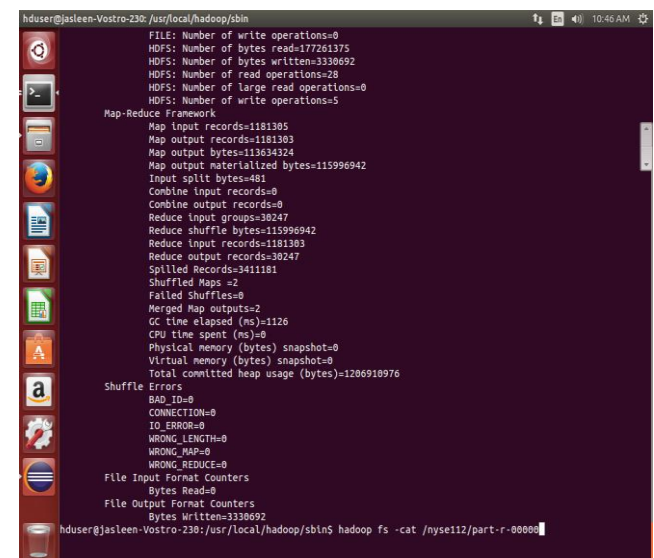 hduser@jasleen-Vostro-230: /usr/local/hadoop/sbin En 10:46 AM
FILE: Number of write operations=0
HDFS: Number of bytes read=177261375
HDFS: Number of bytes written=3330692
HDFS: Number of read operations=28
HDFS: Number of large read operations=0
HDFS: Number of write operations=5
Map-Reduce Framework
Map input records=1181305
Map output records=1181303
Map output bytes=113634324
Map output materialized bytes=115996942
Input split bytes=481
Combine input records=0
Combine output records=0
Reduce input groups=30247
Reduce shuffle bytes=115996942
Reduce input records=1181303
Reduce output records=30247
Spilled Records=3411181
Shuffled Maps =2
Failed Shuffles=0
Merged Map outputs=2
GC time elapsed (ms)=1126
CPU time spent (ms)=0
Physical memory (bytes) snapshot=0
Virtual memory (bytes) snapshot=0
Total committed heap usage (bytes)=1206910976
Shuffle Errors
BAD_ID=0
CONNECTION=0
IO_ERROR=0
WRONG_LENGTH=0
WRONG_MAP=0
WRONG_REDUCE=0
File Input Format Counters
Bytes Read=0
File Output Format Counters
Bytes Written=3330692
hduser@jasleen-Vostro-230:/usr/local/hadoop/sbin$ hadoop fs -cat /nyse112/part-r-00000